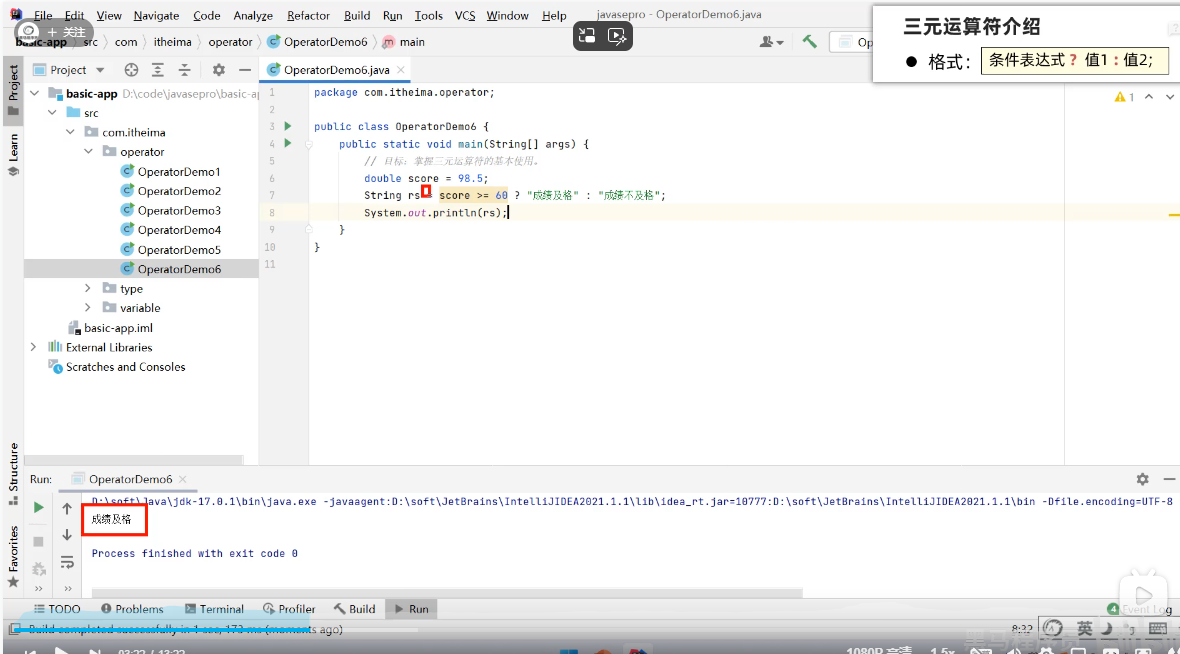 File Edit View Navigate Code Analyze Refactor Build Run Tools VCS Window Help javasepro - OperatorDemo6.java
+ 关注
basic-app src com itheima operator OperatorDemo6 main
三元运算符介绍
● 格式： 条件表达式 ? 值1 : 值2;
Project
OperatorDemo6.java
Project
Learn
Structure
Favorites
basic-app D:\code\javasepro\basic-a
src
com.itheima
operator
OperatorDemo1
OperatorDemo2
OperatorDemo3
OperatorDemo4
OperatorDemo5
OperatorDemo6
type
variable
basic-app.iml
External Libraries
Scratches and Consoles
1 package com.itheima.operator;
2
3 public class OperatorDemo6 {
4 public static void main(String[] args) {
5 // 目标：掌握三元运算符的基本使用。
6 double score = 98.5;
7 String rs = score >= 60 ? "成绩及格" : "成绩不及格";
8 System.out.println(rs);
9 }
10 }
11
1
Run: OperatorDemo6
D:\soft\Java\jdk-17.0.1\bin\java.exe -javaagent:D:\soft\JetBrains\IntelliJIDEA2021.1.1\lib\idea_rt.jar=10777:D:\soft\JetBrains\IntelliJIDEA2021.1.1\bin -Dfile.encoding=UTF-8
成绩及格
Process finished with exit code 0
TODO Problems Terminal Profiler Build Run 4 Event Log
Build completed successfully in 1 sec, 173 ms (moments ago) 8:32 英
03:22 / 13:22 1080P 高清 1.5x